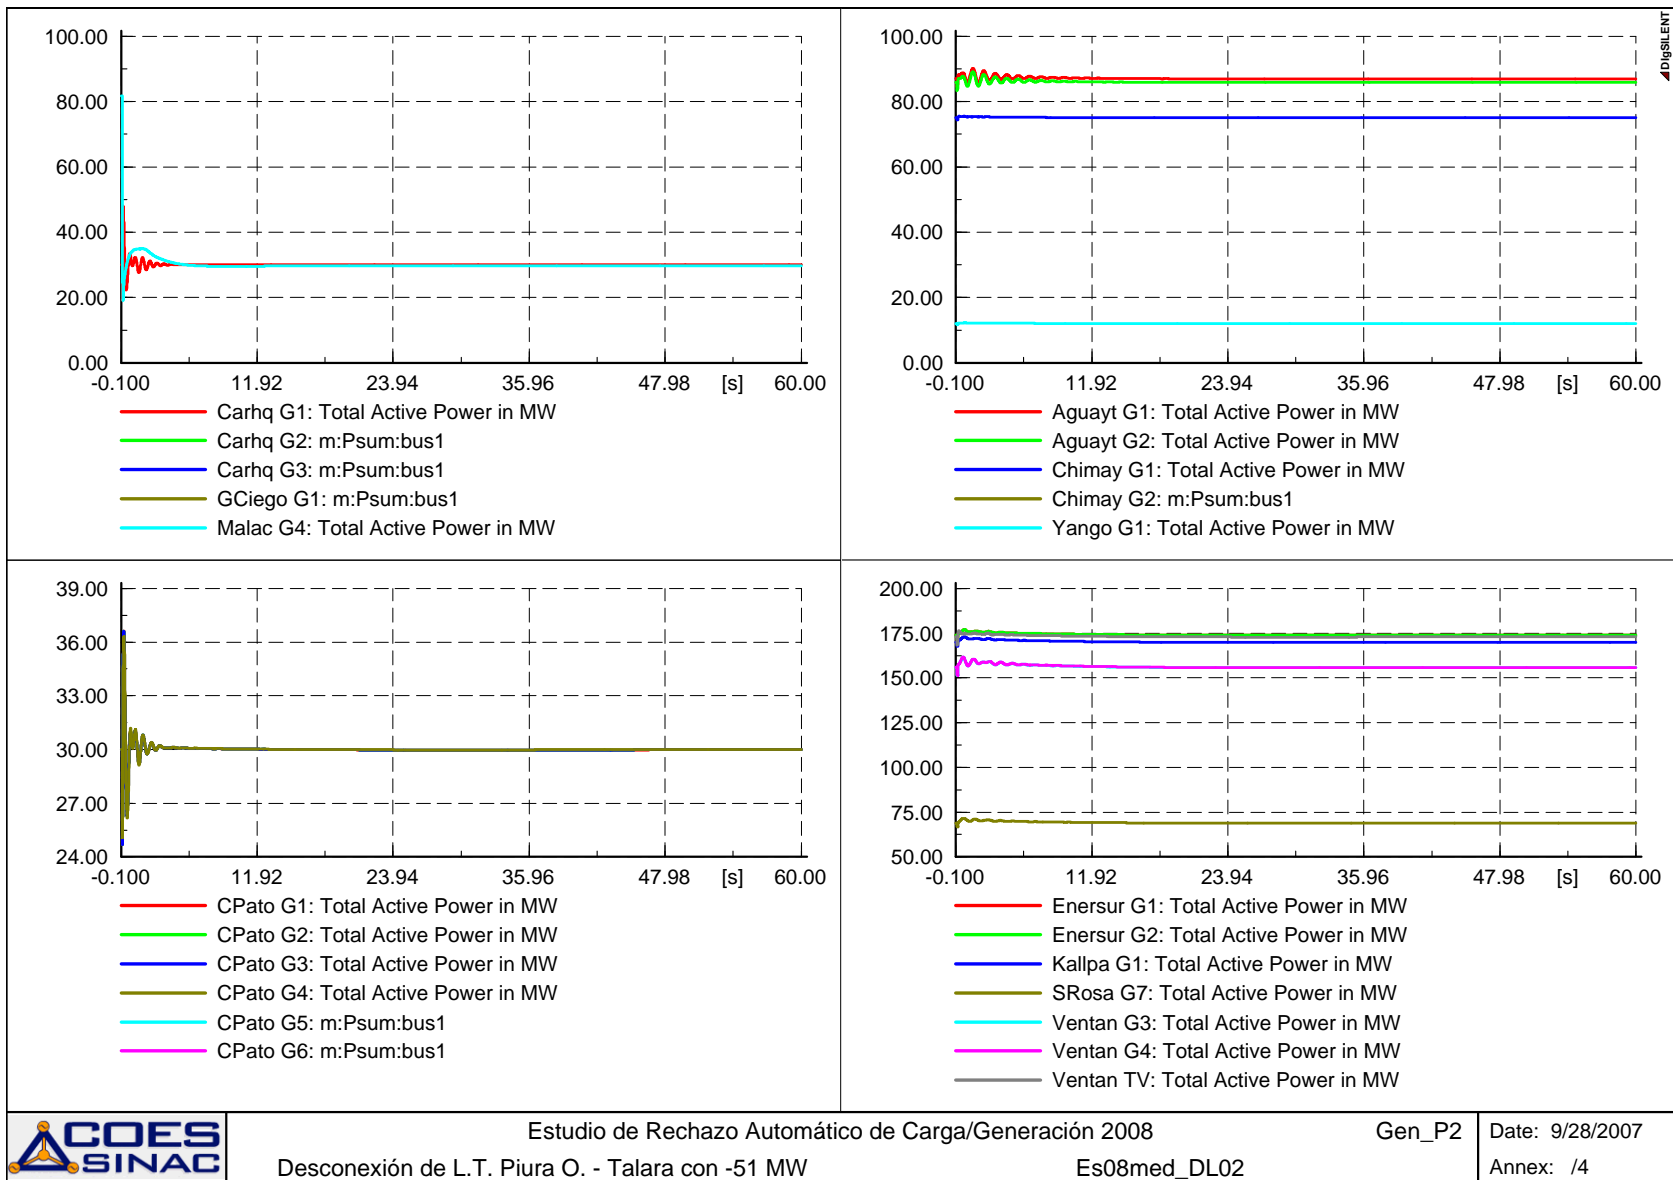 100.00
80.00
60.00
40.00
20.00
0.00
-0.100 11.92 23.94 35.96 47.98 [s] 60.00
Carhq G1: Total Active Power in MW
Carhq G2: m:Psum:bus1
Carhq G3: m:Psum:bus1
GCiego G1: m:Psum:bus1
Malac G4: Total Active Power in MW
100.00
80.00
60.00
40.00
20.00
0.00
-0.100 11.92 23.94 35.96 47.98 [s] 60.00
Aguayt G1: Total Active Power in MW
Aguayt G2: Total Active Power in MW
Chimay G1: Total Active Power in MW
Chimay G2: m:Psum:bus1
Yango G1: Total Active Power in MW
DIgSILENT
39.00
36.00
33.00
30.00
27.00
24.00
-0.100 11.92 23.94 35.96 47.98 [s] 60.00
CPato G1: Total Active Power in MW
CPato G2: Total Active Power in MW
CPato G3: Total Active Power in MW
CPato G4: Total Active Power in MW
CPato G5: m:Psum:bus1
CPato G6: m:Psum:bus1
200.00
175.00
150.00
125.00
100.00
75.00
50.00
-0.100 11.92 23.94 35.96 47.98 [s] 60.00
Enersur G1: Total Active Power in MW
Enersur G2: Total Active Power in MW
Kallpa G1: Total Active Power in MW
SRosa G7: Total Active Power in MW
Ventan G3: Total Active Power in MW
Ventan G4: Total Active Power in MW
Ventan TV: Total Active Power in MW
COES
SINAC
Estudio de Rechazo Automático de Carga/Generación 2008 Gen_P2
Desconexión de L.T. Piura O. - Talara con -51 MW Es08med_DL02
Date: 9/28/2007
Annex: /4